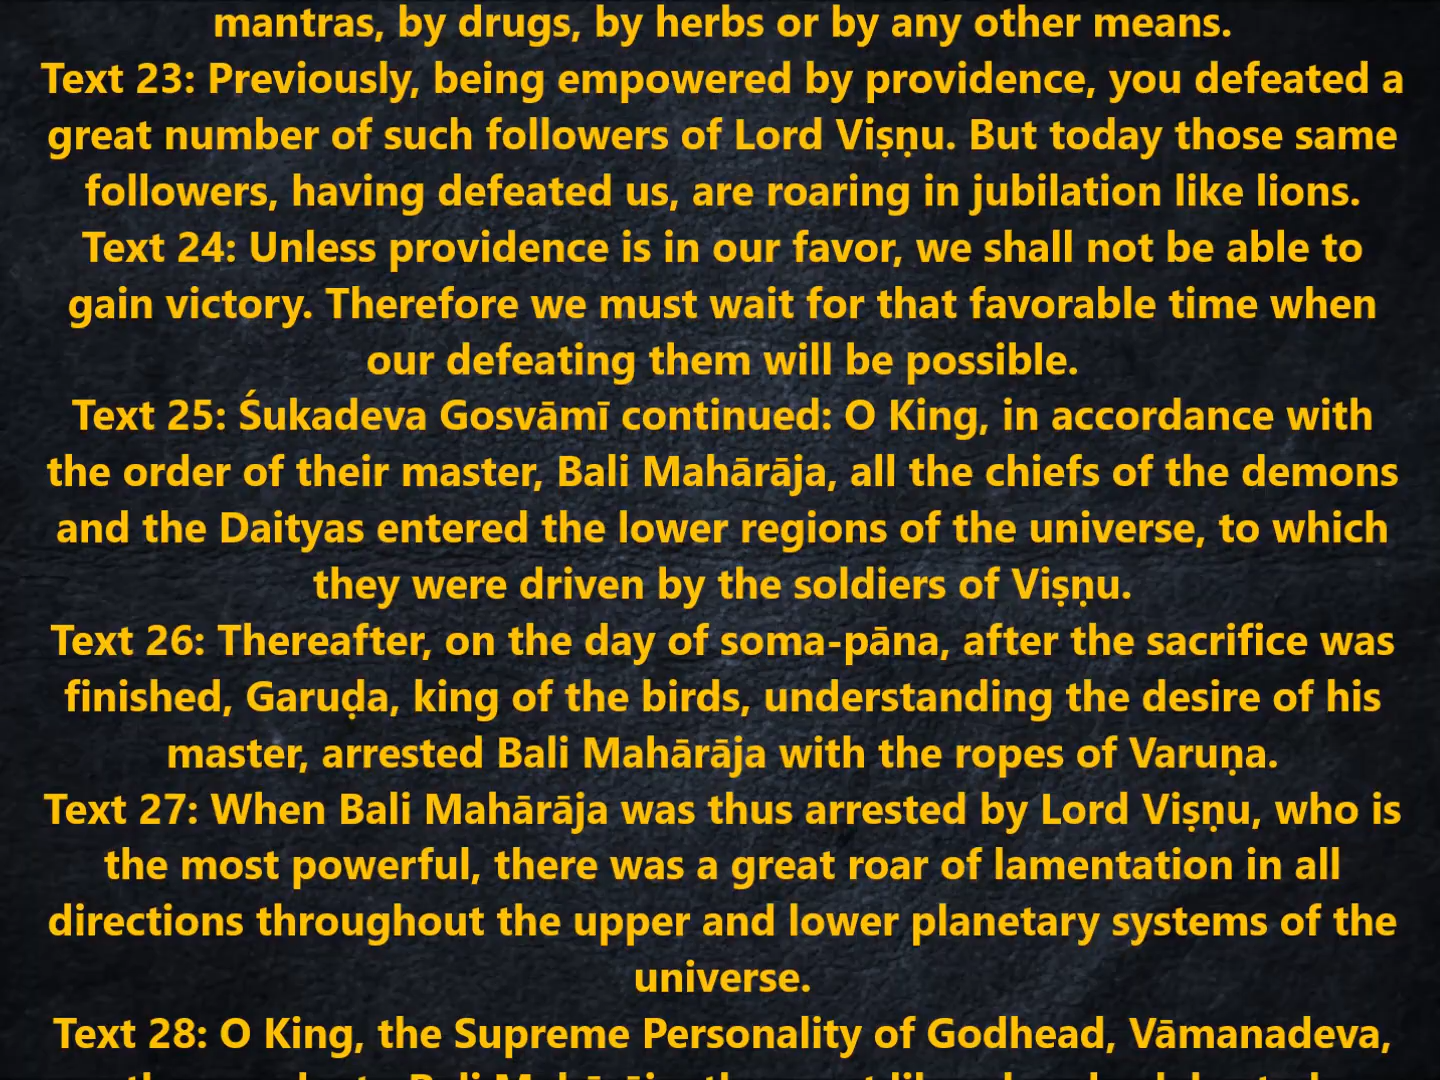 mantras, by drugs, by herbs or by any other means.
Text 23: Previously, being empowered by providence, you defeated a
great number of such followers of Lord Viṣṇu. But today those same
followers, having defeated us, are roaring in jubilation like lions.
Text 24: Unless providence is in our favor, we shall not be able to
gain victory. Therefore we must wait for that favorable time when
our defeating them will be possible.
Text 25: Śukadeva Gosvāmī continued: O King, in accordance with
the order of their master, Bali Mahārāja, all the chiefs of the demons
and the Daityas entered the lower regions of the universe, to which
they were driven by the soldiers of Viṣṇu.
Text 26: Thereafter, on the day of soma-pāna, after the sacrifice was
finished, Garuḍa, king of the birds, understanding the desire of his
master, arrested Bali Mahārāja with the ropes of Varuṇa.
Text 27: When Bali Mahārāja was thus arrested by Lord Viṣṇu, who is
the most powerful, there was a great roar of lamentation in all
directions throughout the upper and lower planetary systems of the
universe.
Text 28: O King, the Supreme Personality of Godhead, Vāmanadeva,